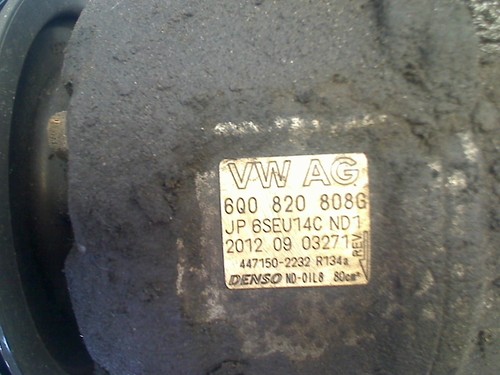 VW AG
6Q0 820 808G
JP 6SEU14C ND1
2012 09 03271
REV.
447150-2232 R134a
DENSO ND-OIL8 80cm³